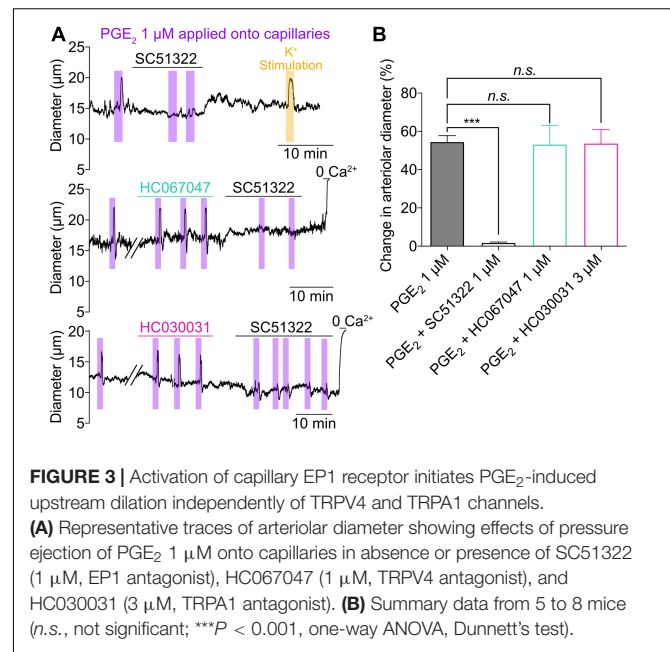 A
PGE₂ 1 μM applied onto capillaries
SC51322
K⁺
Stimulation
Diameter (μm)
25
20
15
10
5
10 min
0 Ca²⁺
HC067047
SC51322
Diameter (μm)
25
20
15
10
5
10 min
0 Ca²⁺
HC030031
SC51322
Diameter (μm)
20
15
10
5
10 min
B
n.s.
n.s.
***
Change in arteriolar diameter (%)
80
60
40
20
0
PGE₂ 1 μM
PGE₂ + SC51322 1 μM
PGE₂ + HC067047 1 μM
PGE₂ + HC030031 3 μM
FIGURE 3 | Activation of capillary EP1 receptor initiates PGE₂-induced
upstream dilation independently of TRPV4 and TRPA1 channels.
(A) Representative traces of arteriolar diameter showing effects of pressure
ejection of PGE₂ 1 μM onto capillaries in absence or presence of SC51322
(1 μM, EP1 antagonist), HC067047 (1 μM, TRPV4 antagonist), and
HC030031 (3 μM, TRPA1 antagonist). (B) Summary data from 5 to 8 mice
(n.s., not significant; ***P < 0.001, one-way ANOVA, Dunnett's test).